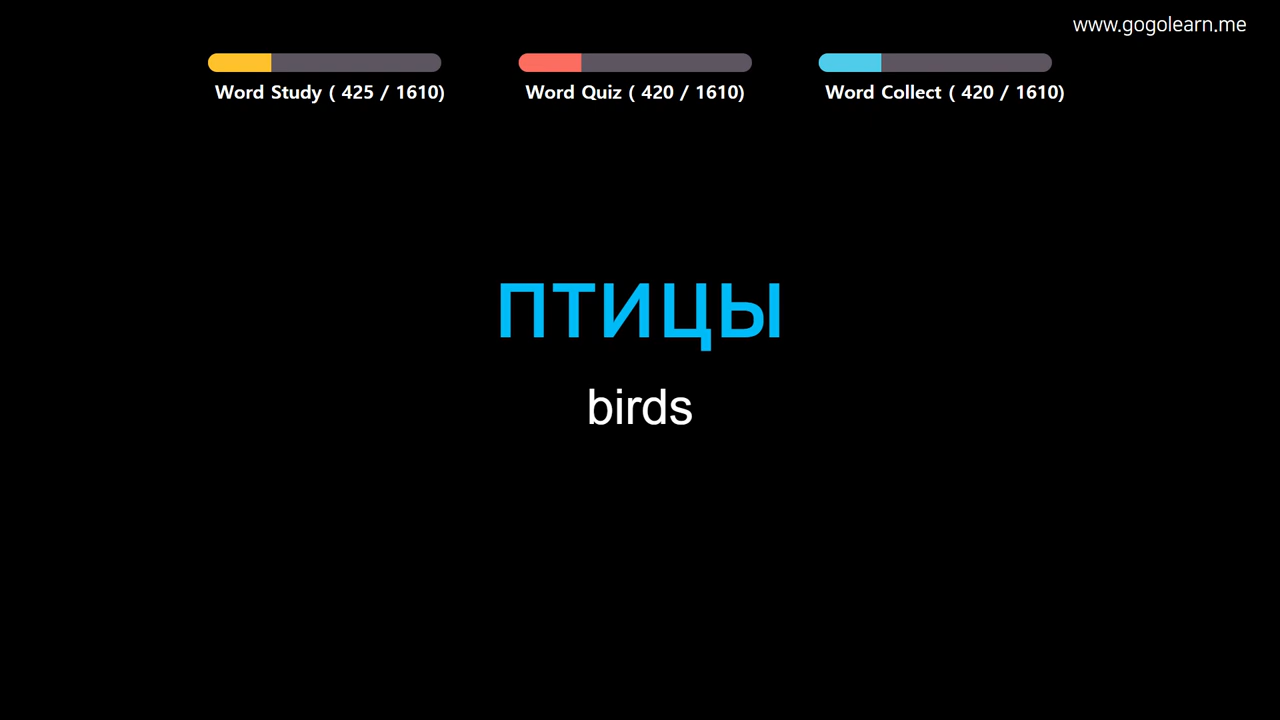 www.gogolearn.me
Word Study ( 425 / 1610)
Word Quiz ( 420 / 1610)
Word Collect ( 420 / 1610)
птицы
birds